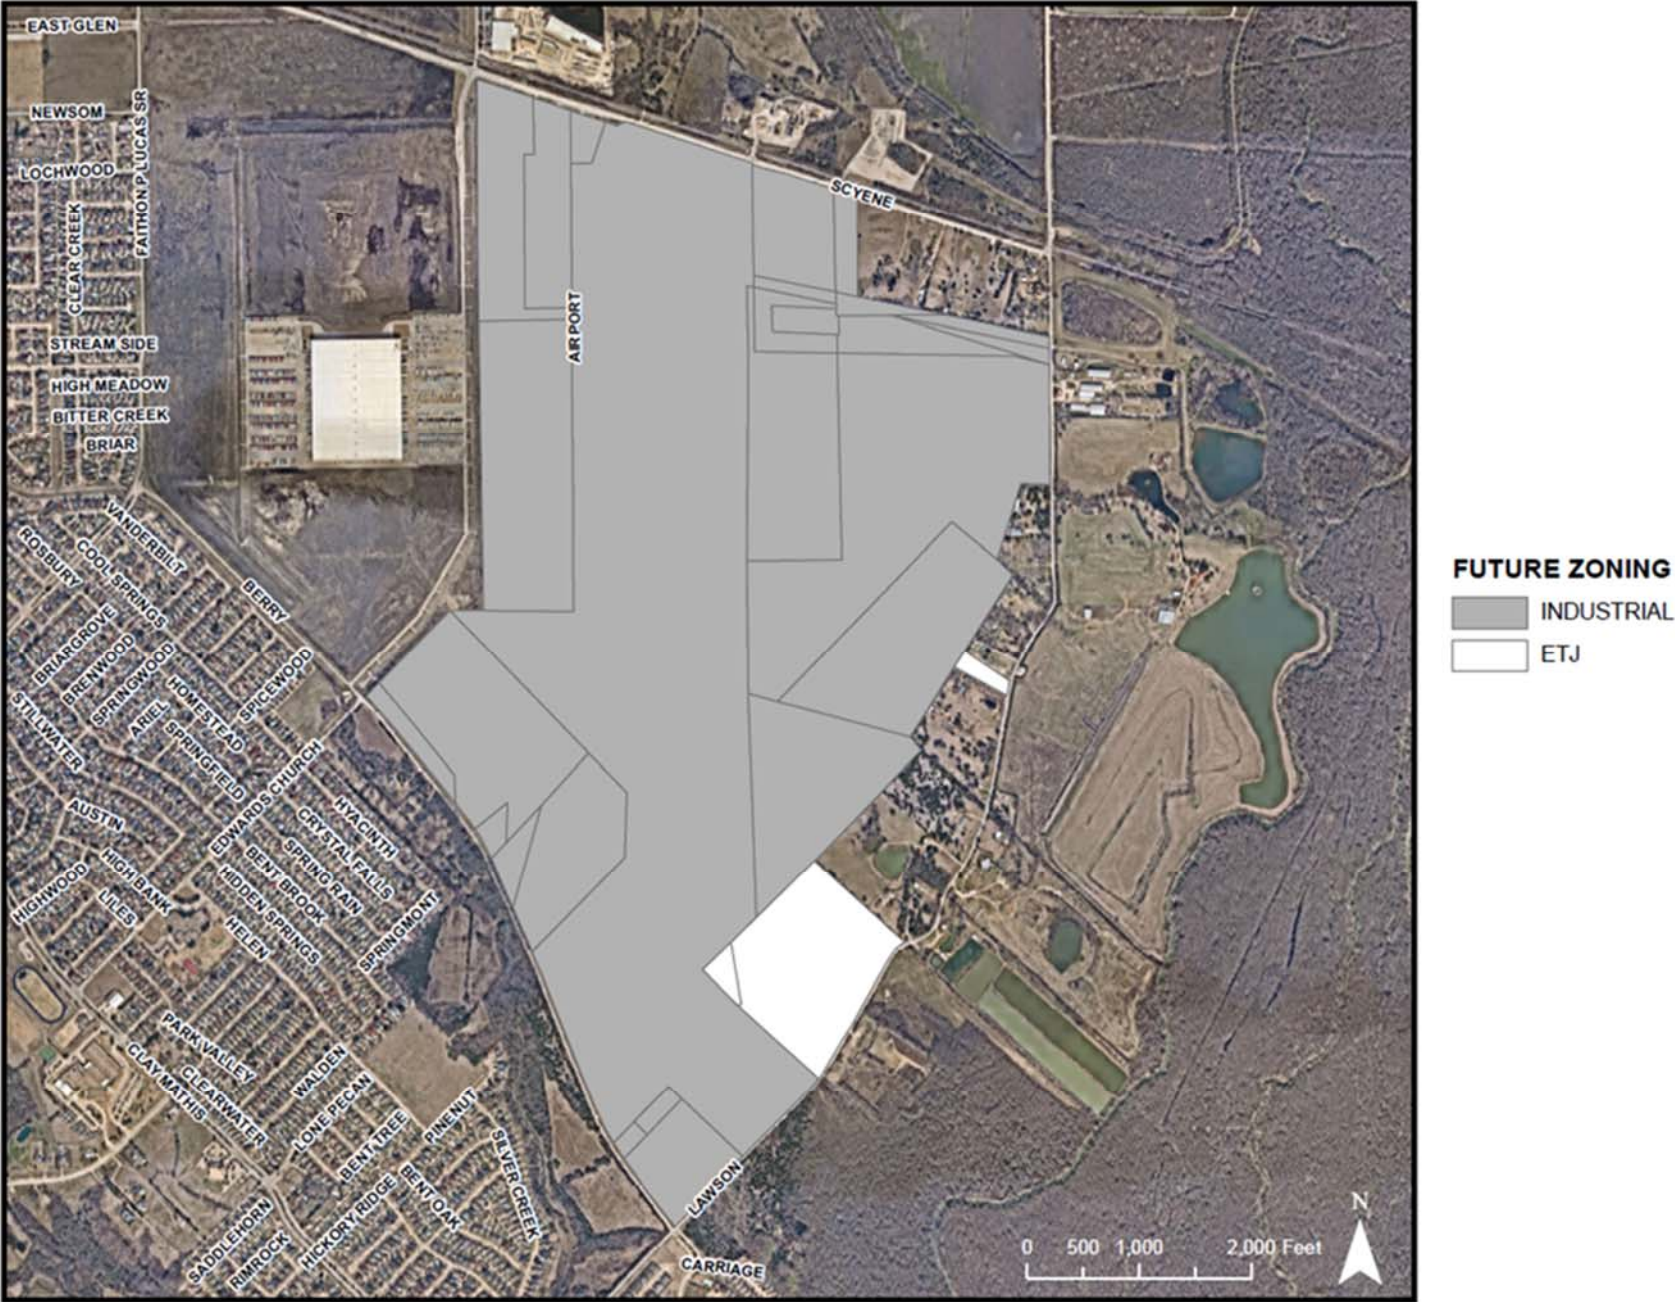 EAST GLEN
NEWSOM
LOCHWOOD
FAITHON P LUCAS SR
CLEAR CREEK
SCYENE
AIRPORT
STREAM SIDE
HIGH MEADOW
BITTER CREEK
BRIAR
VANDERBILT
ROSBURY
COOL SPRINGS
BERRY
BRIARGROVE
BRENWOOD
SPRINGWOOD
SPICEWOOD
HOMESTEAD
ARIEL
STILLWATER
SPRINGFIELD
EDWARDS CHURCH
HYACINTH
AUSTIN
CRYSTAL FALLS
SPRING RAIN
BENT BROOK
HIDDEN SPRINGS
HIGH BANK
HIGHWOOD
LILES
HELEN
SPRINGMONT
PARK VALLEY
CLAY MATHIS
CLEARWATER
WALDEN
LONE PECAN
BENT TREE
PINENUT
SILVER CREEK
BENT OAK
HICKORY RIDGE
SADDLEHORN
RIMROCK
LAWSON
CARRIAGE
0 500 1,000 2,000 Feet
N
FUTURE ZONING
INDUSTRIAL
ETJ